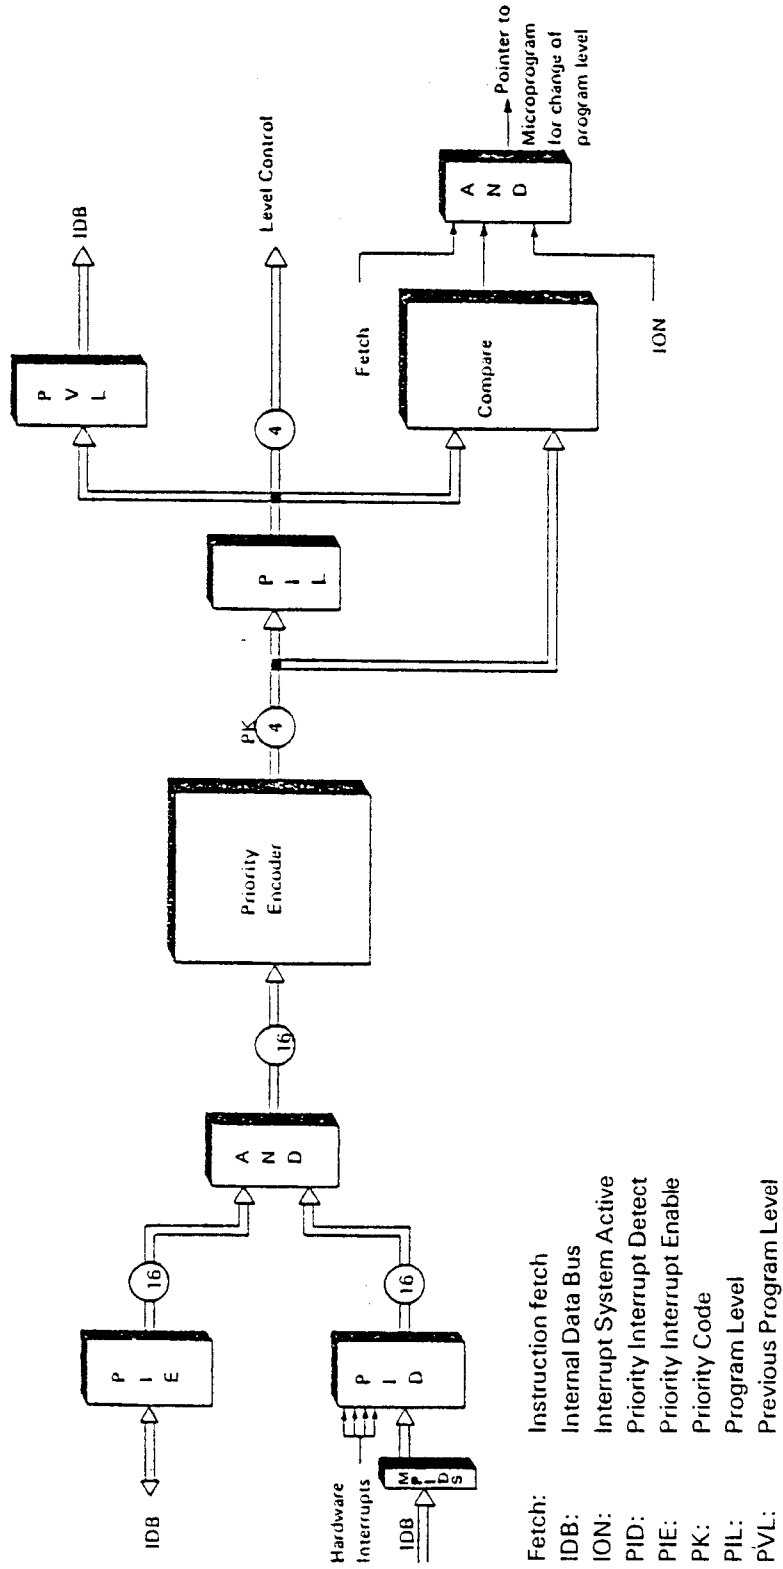 IDB
P
I
E
16
Hardware
Interrupts
IDB
M
P
I
D
S
P
I
D
16
A
N
D
16
Priority
Encoder
PK
4
P
I
L
4
Level Control
P
V
L
IDB
Fetch
Compare
ION
A
N
D
Pointer to
Microprogram
for change of
program level
Fetch: Instruction fetch
IDB: Internal Data Bus
ION: Interrupt System Active
PID: Priority Interrupt Detect
PIE: Priority Interrupt Enable
PK: Priority Code
PIL: Program Level
PVL: Previous Program Level